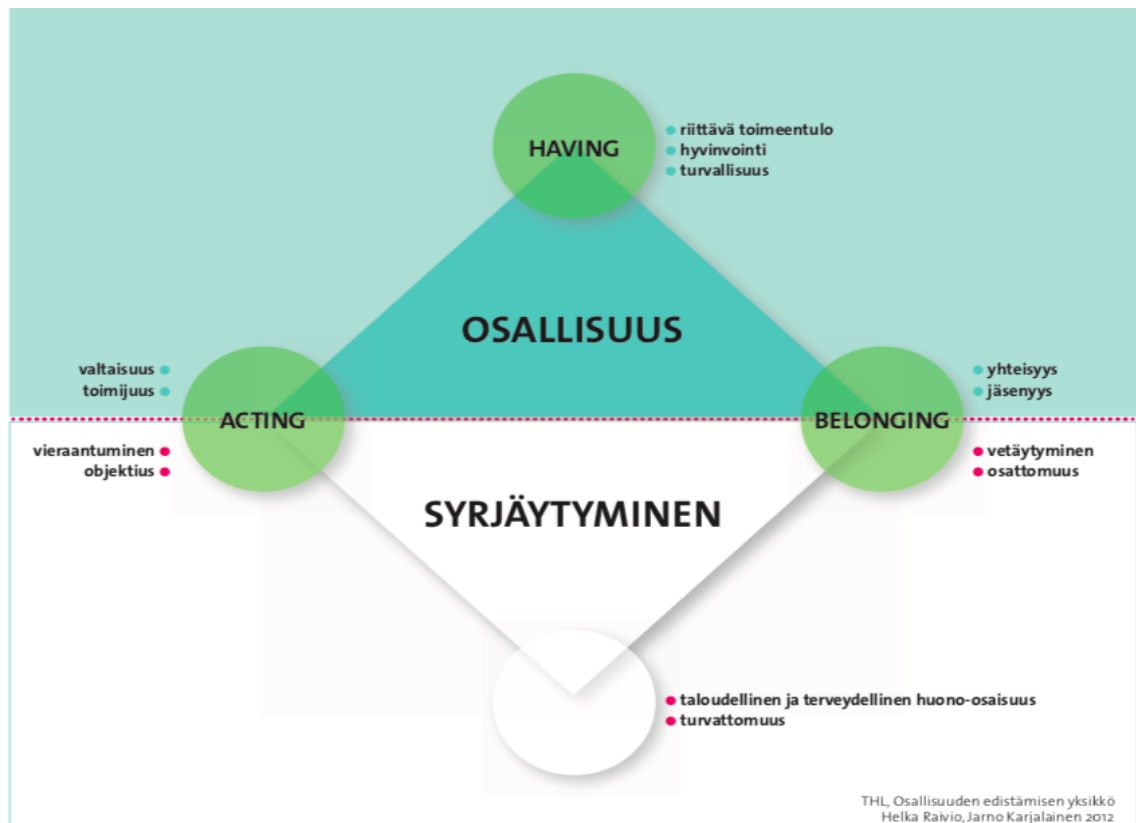 HAVING
• riittävä toimeentulo
• hyvinvointi
• turvallisuus
OSALLISUUS
valtaisuus •
toimijuus •
• yhteisyys
• jäsenyys
ACTING
BELONGING
vieraantuminen •
objektius •
• vetäytyminen
• osattomuus
SYRJÄYTYMINEN
• taloudellinen ja terveydellinen huono-osaisuus
• turvattomuus
THL, Osallisuuden edistämisen yksikkö
Helka Raivio, Jarno Karjalainen 2012